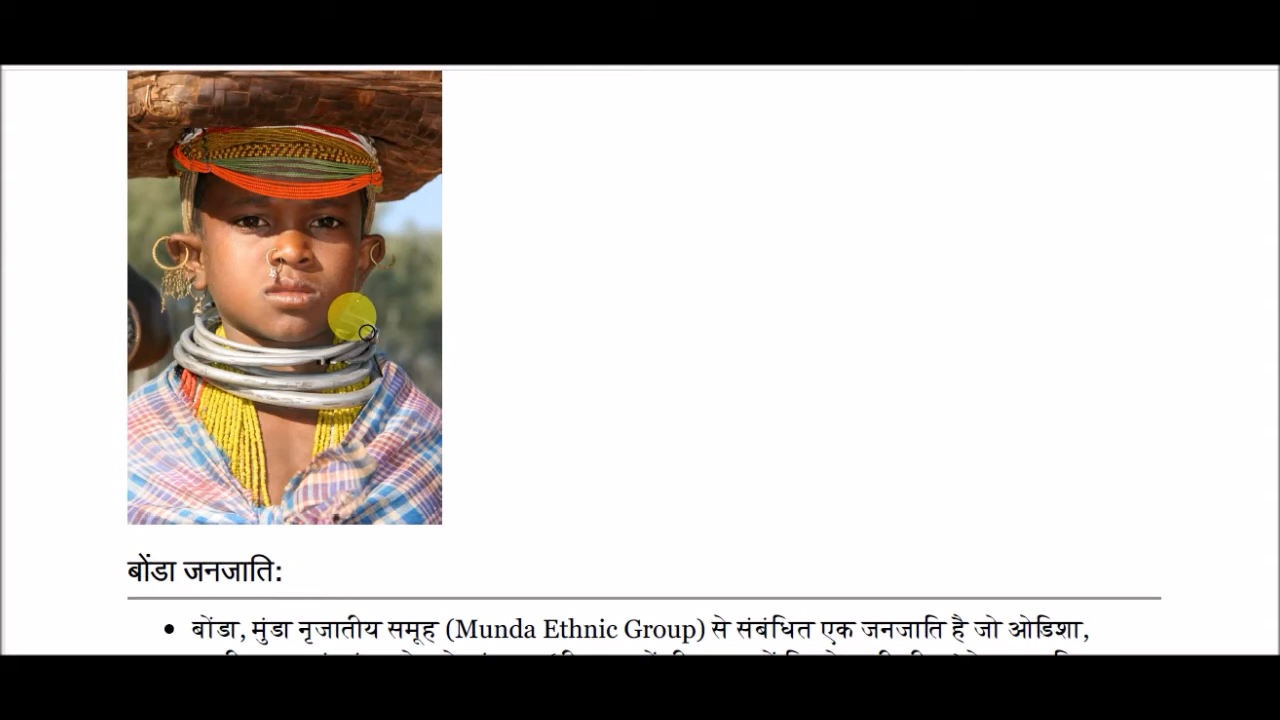 बोंडा जनजाति:
बोंडा, मुंडा नृजातीय समूह (Munda Ethnic Group) से संबंधित एक जनजाति है जो ओडिशा,